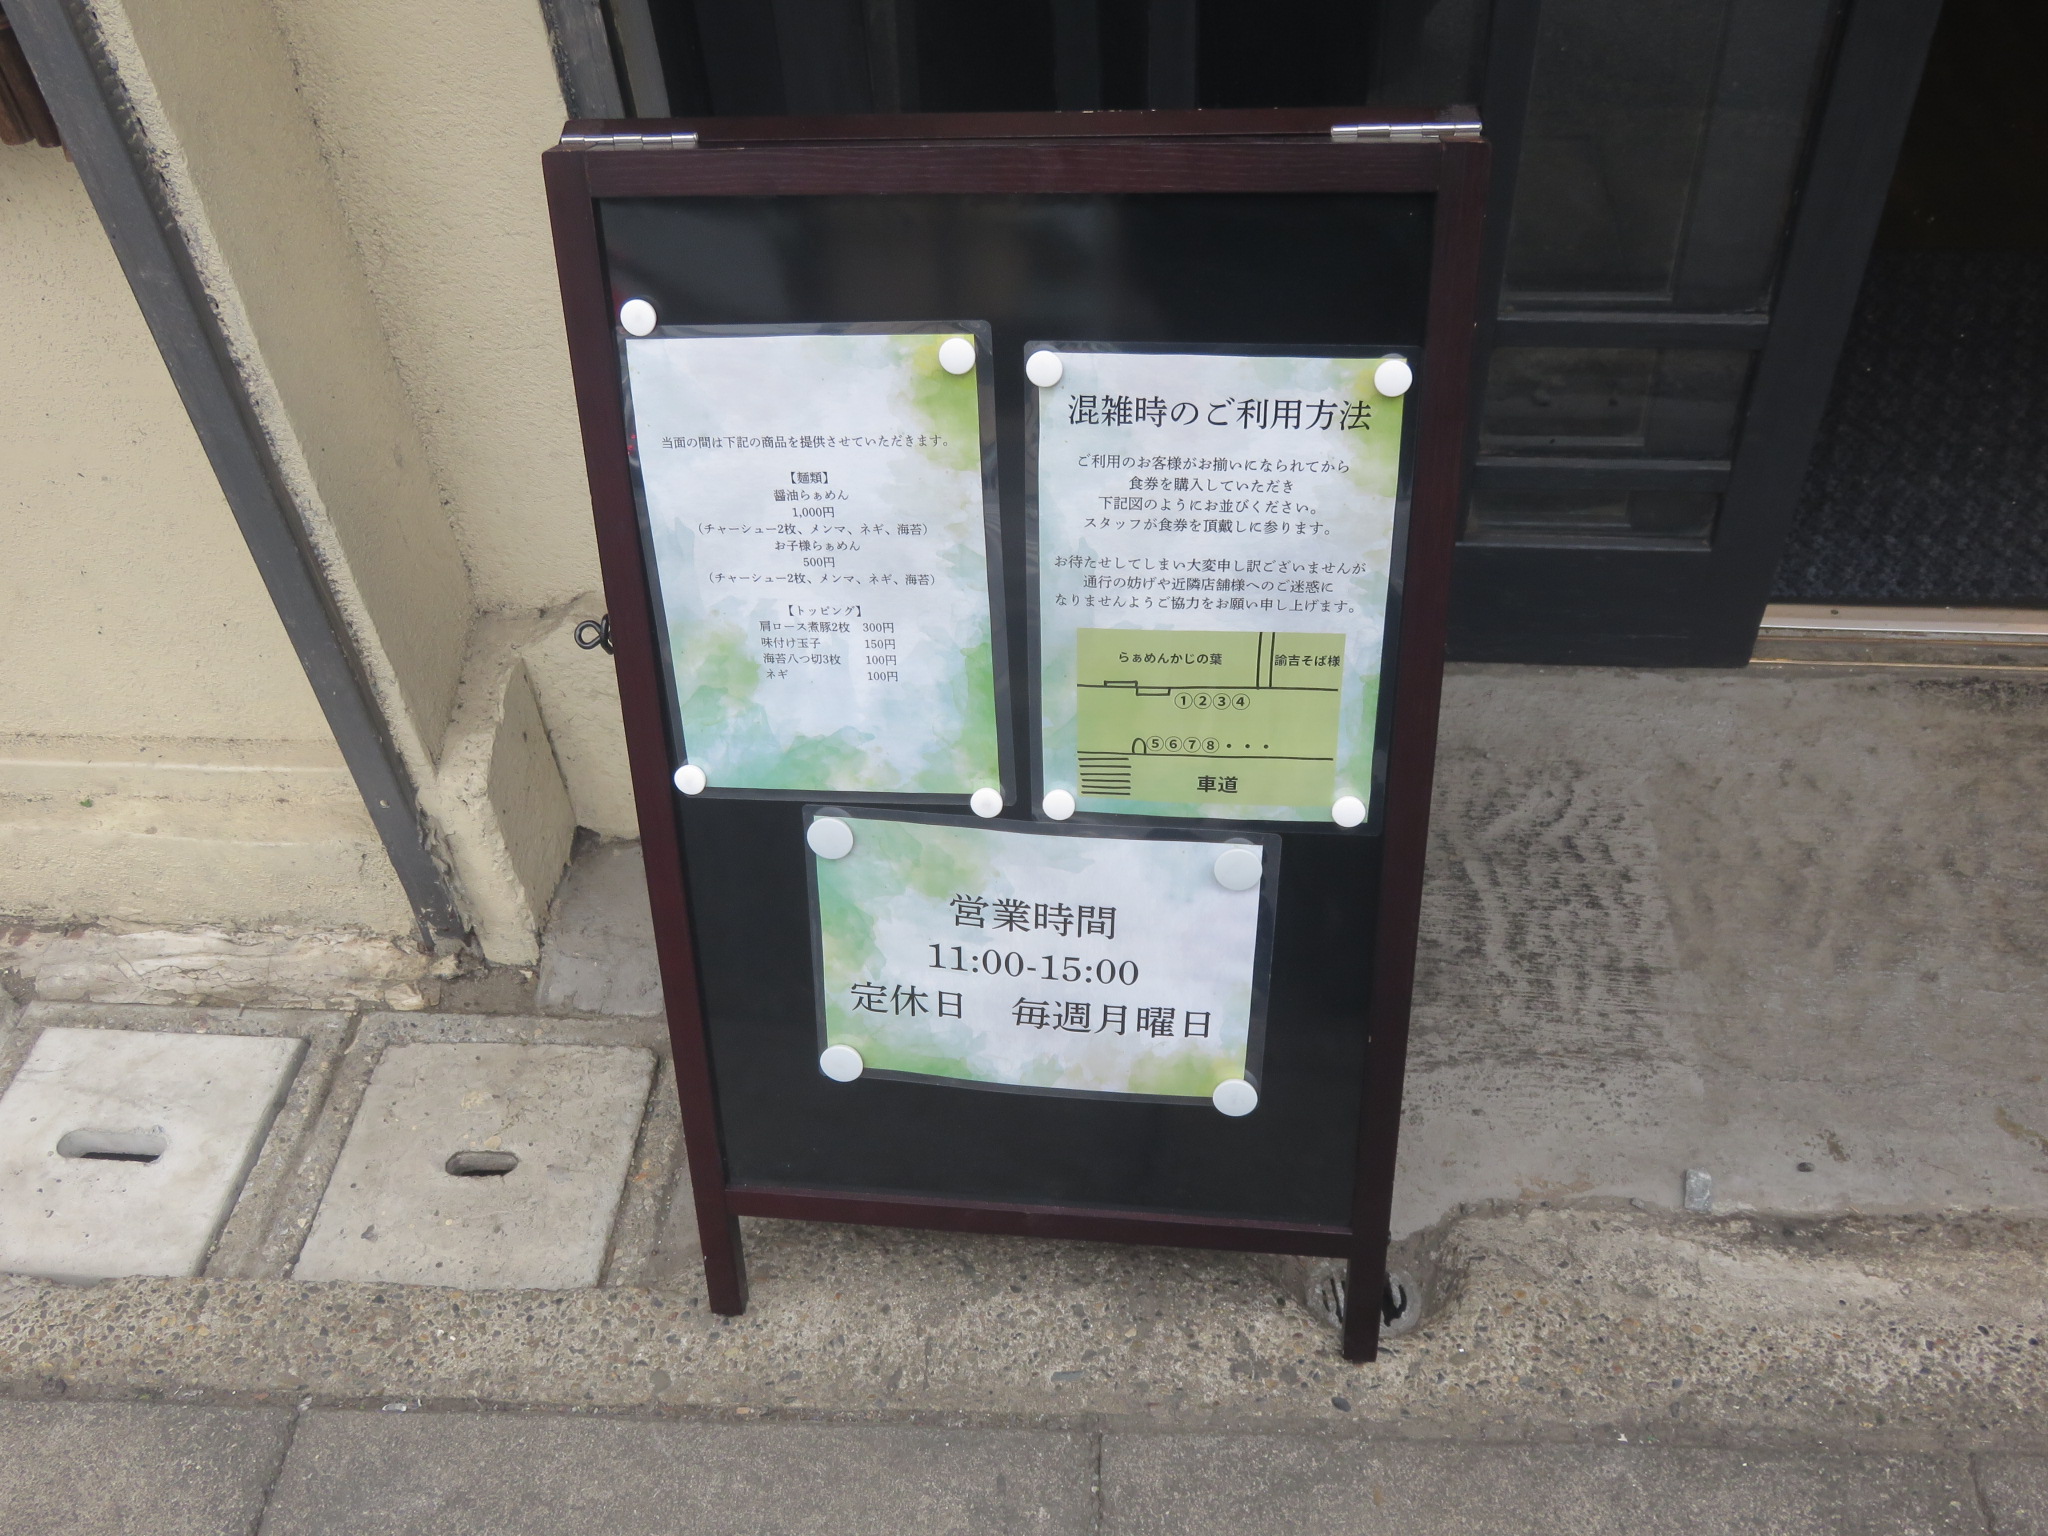 当面の間は下記の商品を提供させていただきます。
【麺類】
醤油らぁめん
1,000円
（チャーシュー2枚、メンマ、ネギ、海苔）
お子様らぁめん
500円
（チャーシュー2枚、メンマ、ネギ、海苔）
【トッピング】
肩ロース煮豚2枚 300円
味付け玉子 150円
海苔八つ切3枚 100円
ネギ 100円
混雑時のご利用方法
ご利用のお客様がお揃いになられてから
食券を購入していただき
下記図のようにお並びください。
スタッフが食券を頂戴しに参ります。
お待たせしてしまい大変申し訳ございませんが
通行の妨げや近隣店舗様へのご迷惑に
なりませんようご協力をお願い申し上げます。
らぁめんかじの葉 諭吉そば様
①②③④
⑤⑥⑦⑧・・・
車道
営業時間
11:00-15:00
定休日 毎週月曜日